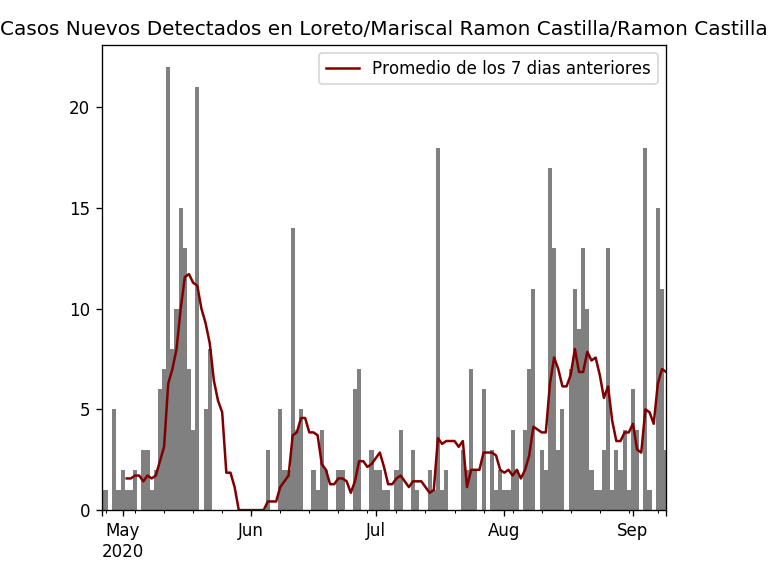 Casos Nuevos Detectados en Loreto/Mariscal Ramon Castilla/Ramon Castilla
Promedio de los 7 dias anteriores
20
15
10
5
0
May Jun Jul Aug Sep
2020